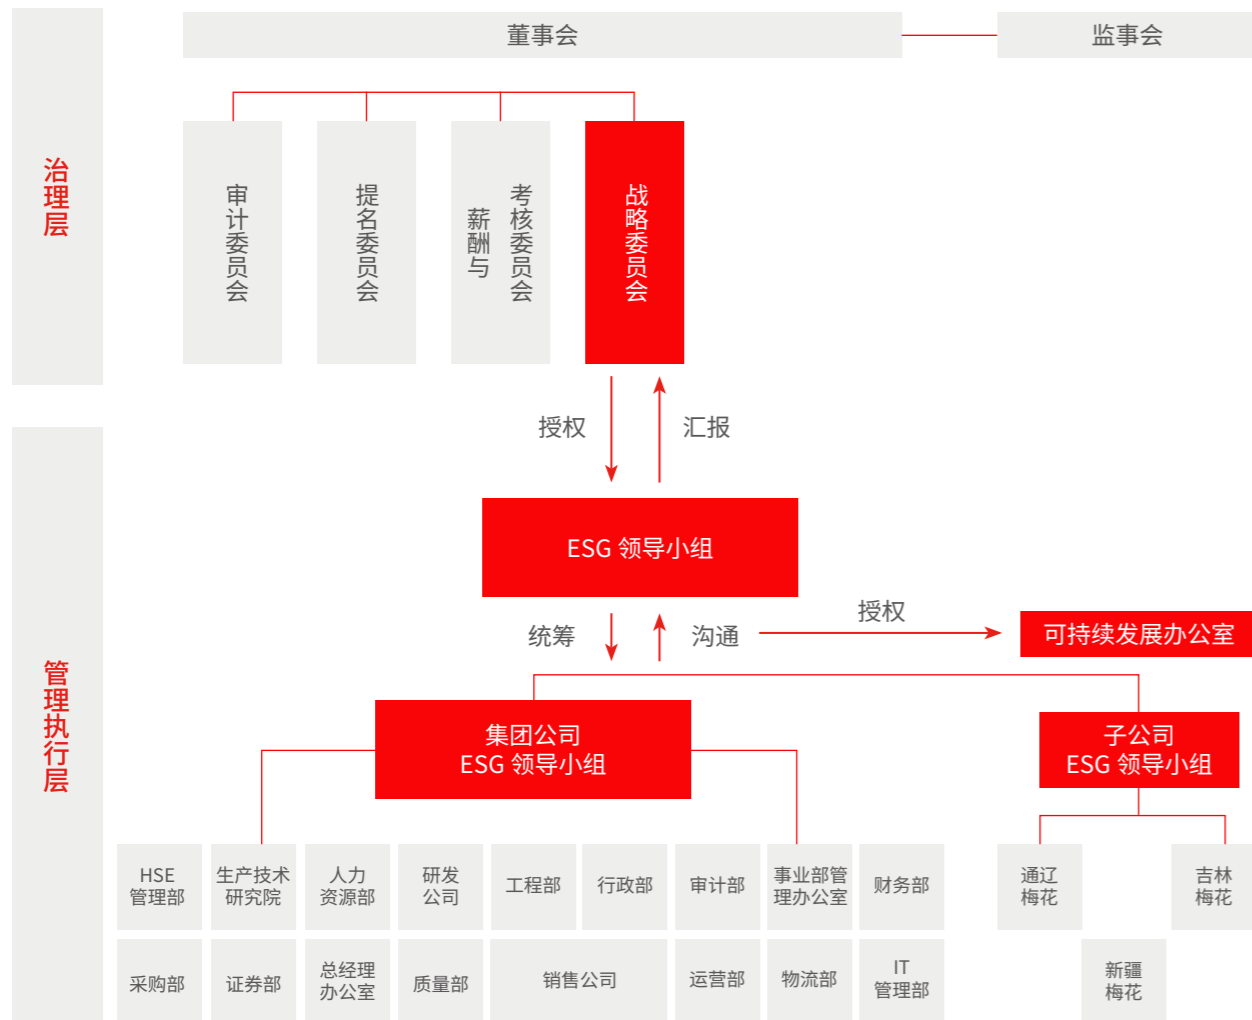 董事会
监事会
治理层
审计委员会
提名委员会
薪酬与
考核委员会
战略委员会
授权
汇报
ESG 领导小组
统筹
沟通
授权
可持续发展办公室
管理执行层
集团公司
ESG 领导小组
子公司
ESG 领导小组
HSE
管理部
生产技术
研究院
人力
资源部
研发
公司
工程部
行政部
审计部
事业部管
理办公室
财务部
通辽
梅花
吉林
梅花
采购部
证券部
总经理
办公室
质量部
销售公司
运营部
物流部
IT
管理部
新疆
梅花